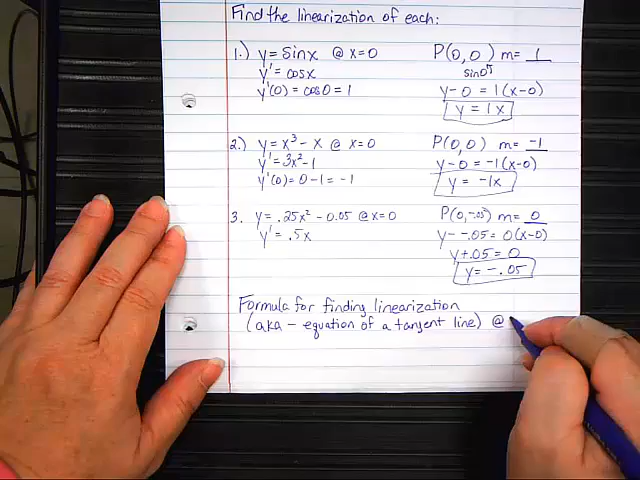 Find the linearization of each:
1.) y = sinx @ x=0 P(0,0) m= 1
sin0
y' = cosx
y'(0) = cos0 = 1 y-0 = 1(x-0)
y = 1x
2.) y = x³ - x @ x=0 P(0,0) m= -1
y' = 3x² - 1 y-0 = -1(x-0)
y'(0) = 0-1 = -1 y = -1x
3. y = .25x² - 0.05 @ x=0 P(0,-.05) m= 0
y' = .5x y--.05 = 0(x-0)
y+.05 = 0
y = -.05
Formula for finding linearization
(aka - equation of a tangent line) @